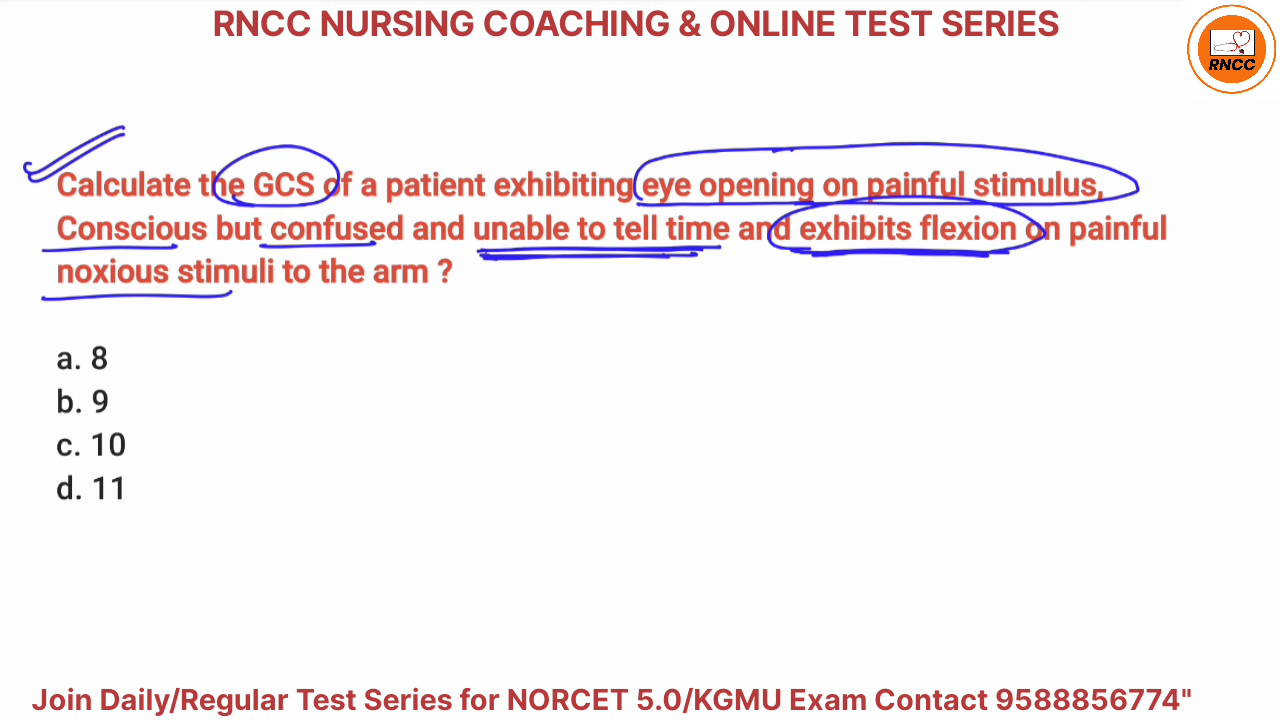 RNCC NURSING COACHING & ONLINE TEST SERIES
RNCC
Calculate the GCS of a patient exhibiting eye opening on painful stimulus,
Conscious but confused and unable to tell time and exhibits flexion on painful
noxious stimuli to the arm ?
a. 8
b. 9
c. 10
d. 11
Join Daily/Regular Test Series for NORCET 5.0/KGMU Exam Contact 9588856774"